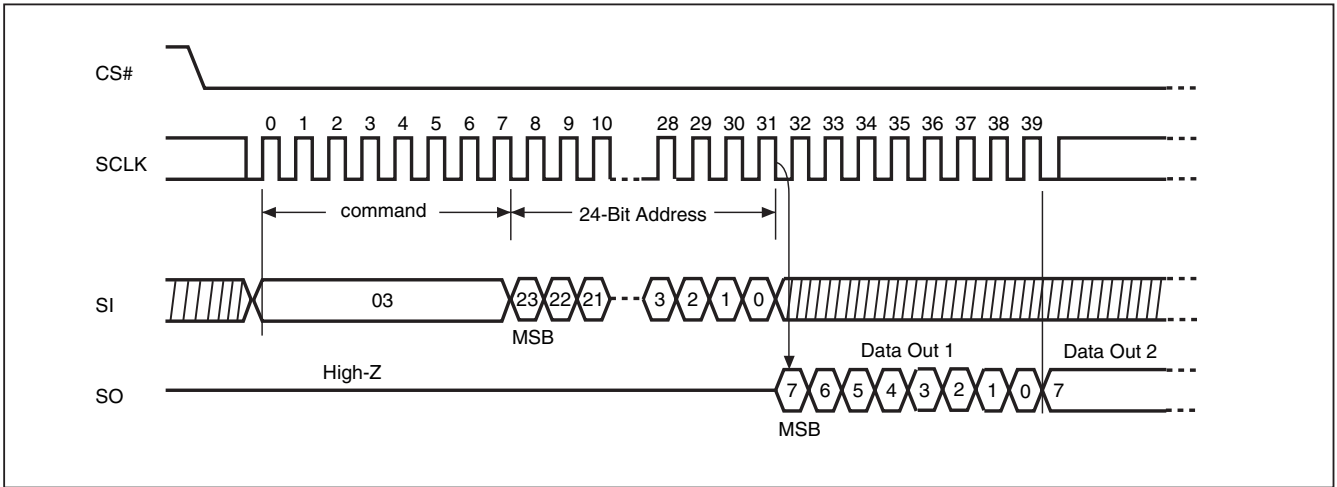 CS#
0 1 2 3 4 5 6 7 8 9 10 28 29 30 31 32 33 34 35 36 37 38 39
SCLK
command
24-Bit Address
SI
03
23 22 21 3 2 1 0
MSB
Data Out 1
Data Out 2
High-Z
SO
7 6 5 4 3 2 1 0 7
MSB